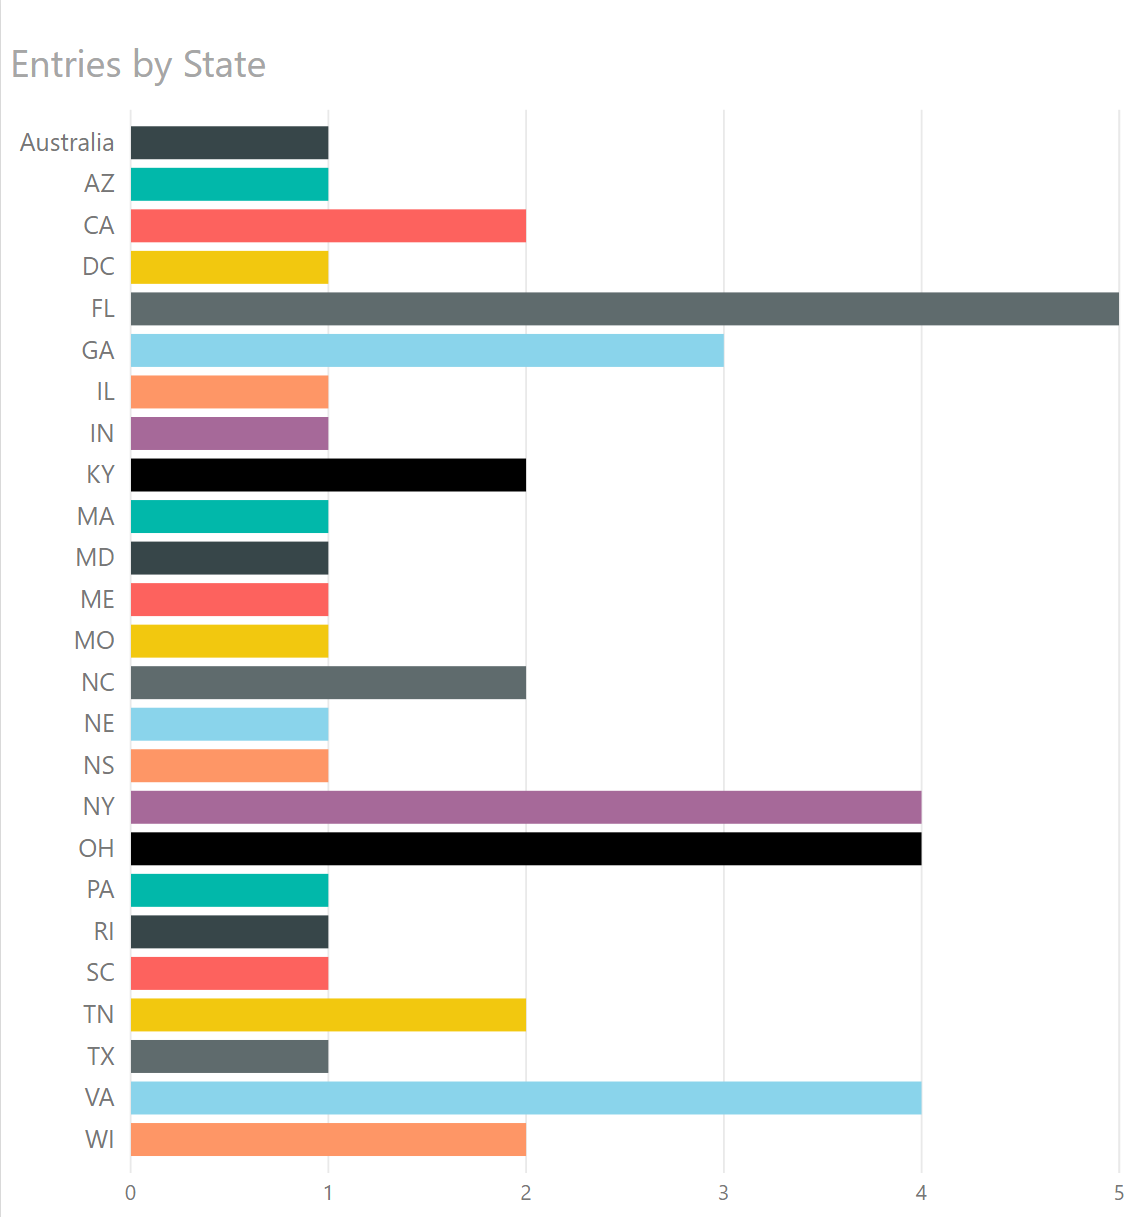 Entries by State
Australia
AZ
CA
DC
FL
GA
IL
IN
KY
MA
MD
ME
MO
NC
NE
NS
NY
OH
PA
RI
SC
TN
TX
VA
WI
0 1 2 3 4 5